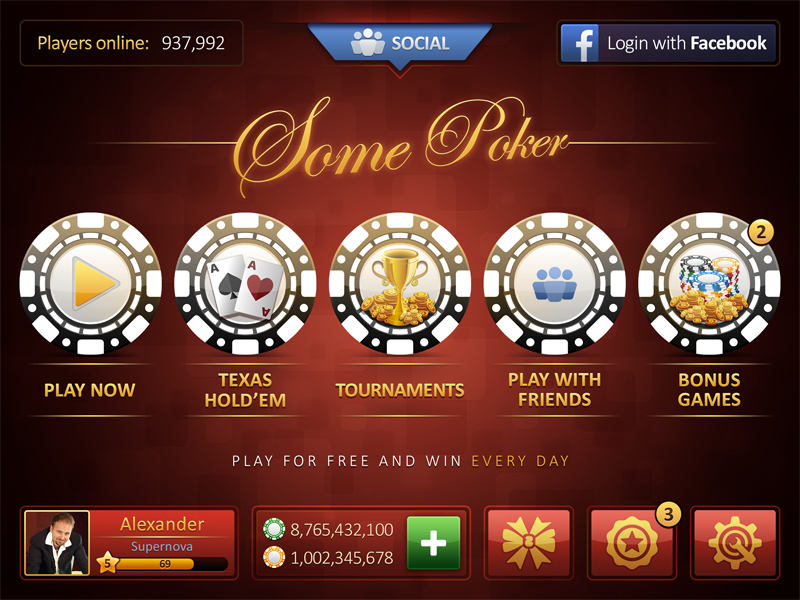 Players online: 937,992
SOCIAL
Login with Facebook
Some Poker
2
A
A
A
PLAY NOW
TEXAS
HOLD'EM
TOURNAMENTS
PLAY WITH
FRIENDS
BONUS
GAMES
PLAY FOR FREE AND WIN EVERY DAY
Alexander
Supernova
5
69
8,765,432,100
1,002,345,678
3